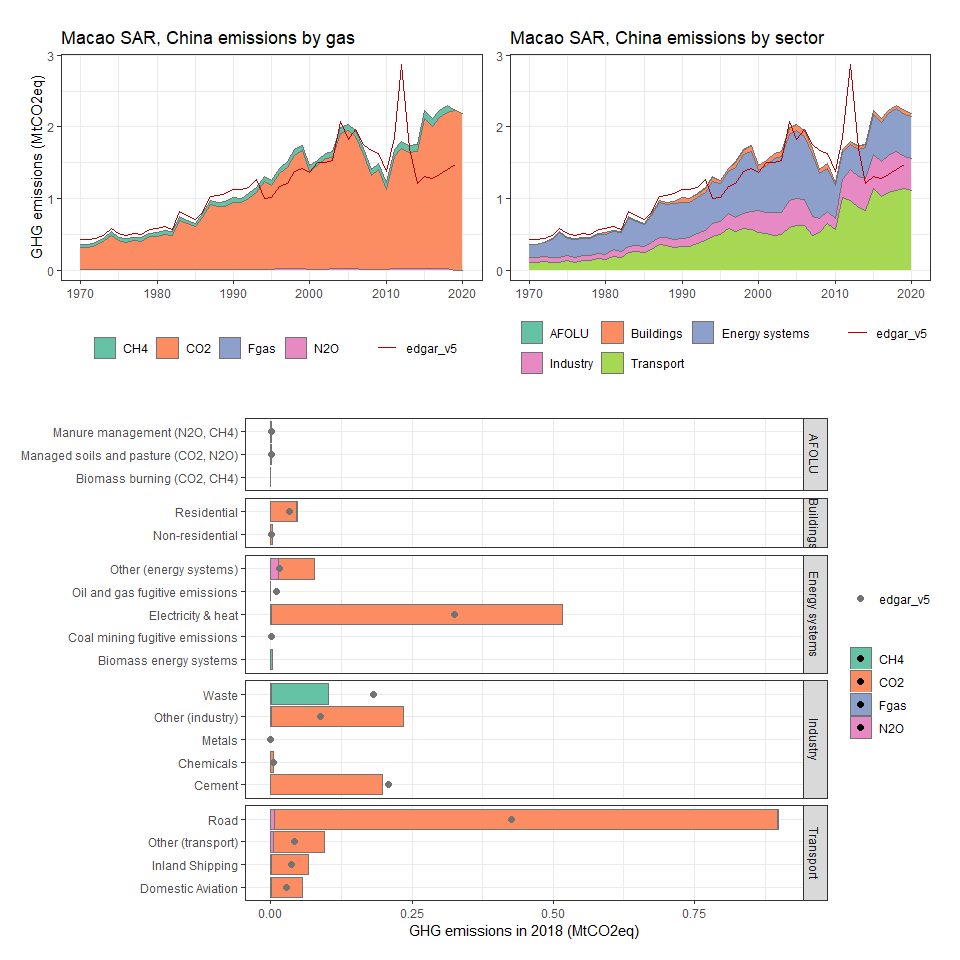 Macao SAR, China emissions by gas
GHG emissions (MtCO2eq)
3
2
1
0
1970 1980 1990 2000 2010 2020
CH4 CO2 Fgas N2O edgar_v5
Macao SAR, China emissions by sector
3
2
1
0
1970 1980 1990 2000 2010 2020
AFOLU Buildings Energy systems edgar_v5
Industry Transport
Manure management (N2O, CH4)
Managed soils and pasture (CO2, N2O)
Biomass burning (CO2, CH4)
AFOLU
Residential
Non-residential
Buildings
Other (energy systems)
Oil and gas fugitive emissions
Electricity & heat
Coal mining fugitive emissions
Biomass energy systems
Energy systems
Waste
Other (industry)
Metals
Chemicals
Cement
Industry
Road
Other (transport)
Inland Shipping
Domestic Aviation
Transport
0.00 0.25 0.50 0.75
GHG emissions in 2018 (MtCO2eq)
edgar_v5
CH4
CO2
Fgas
N2O